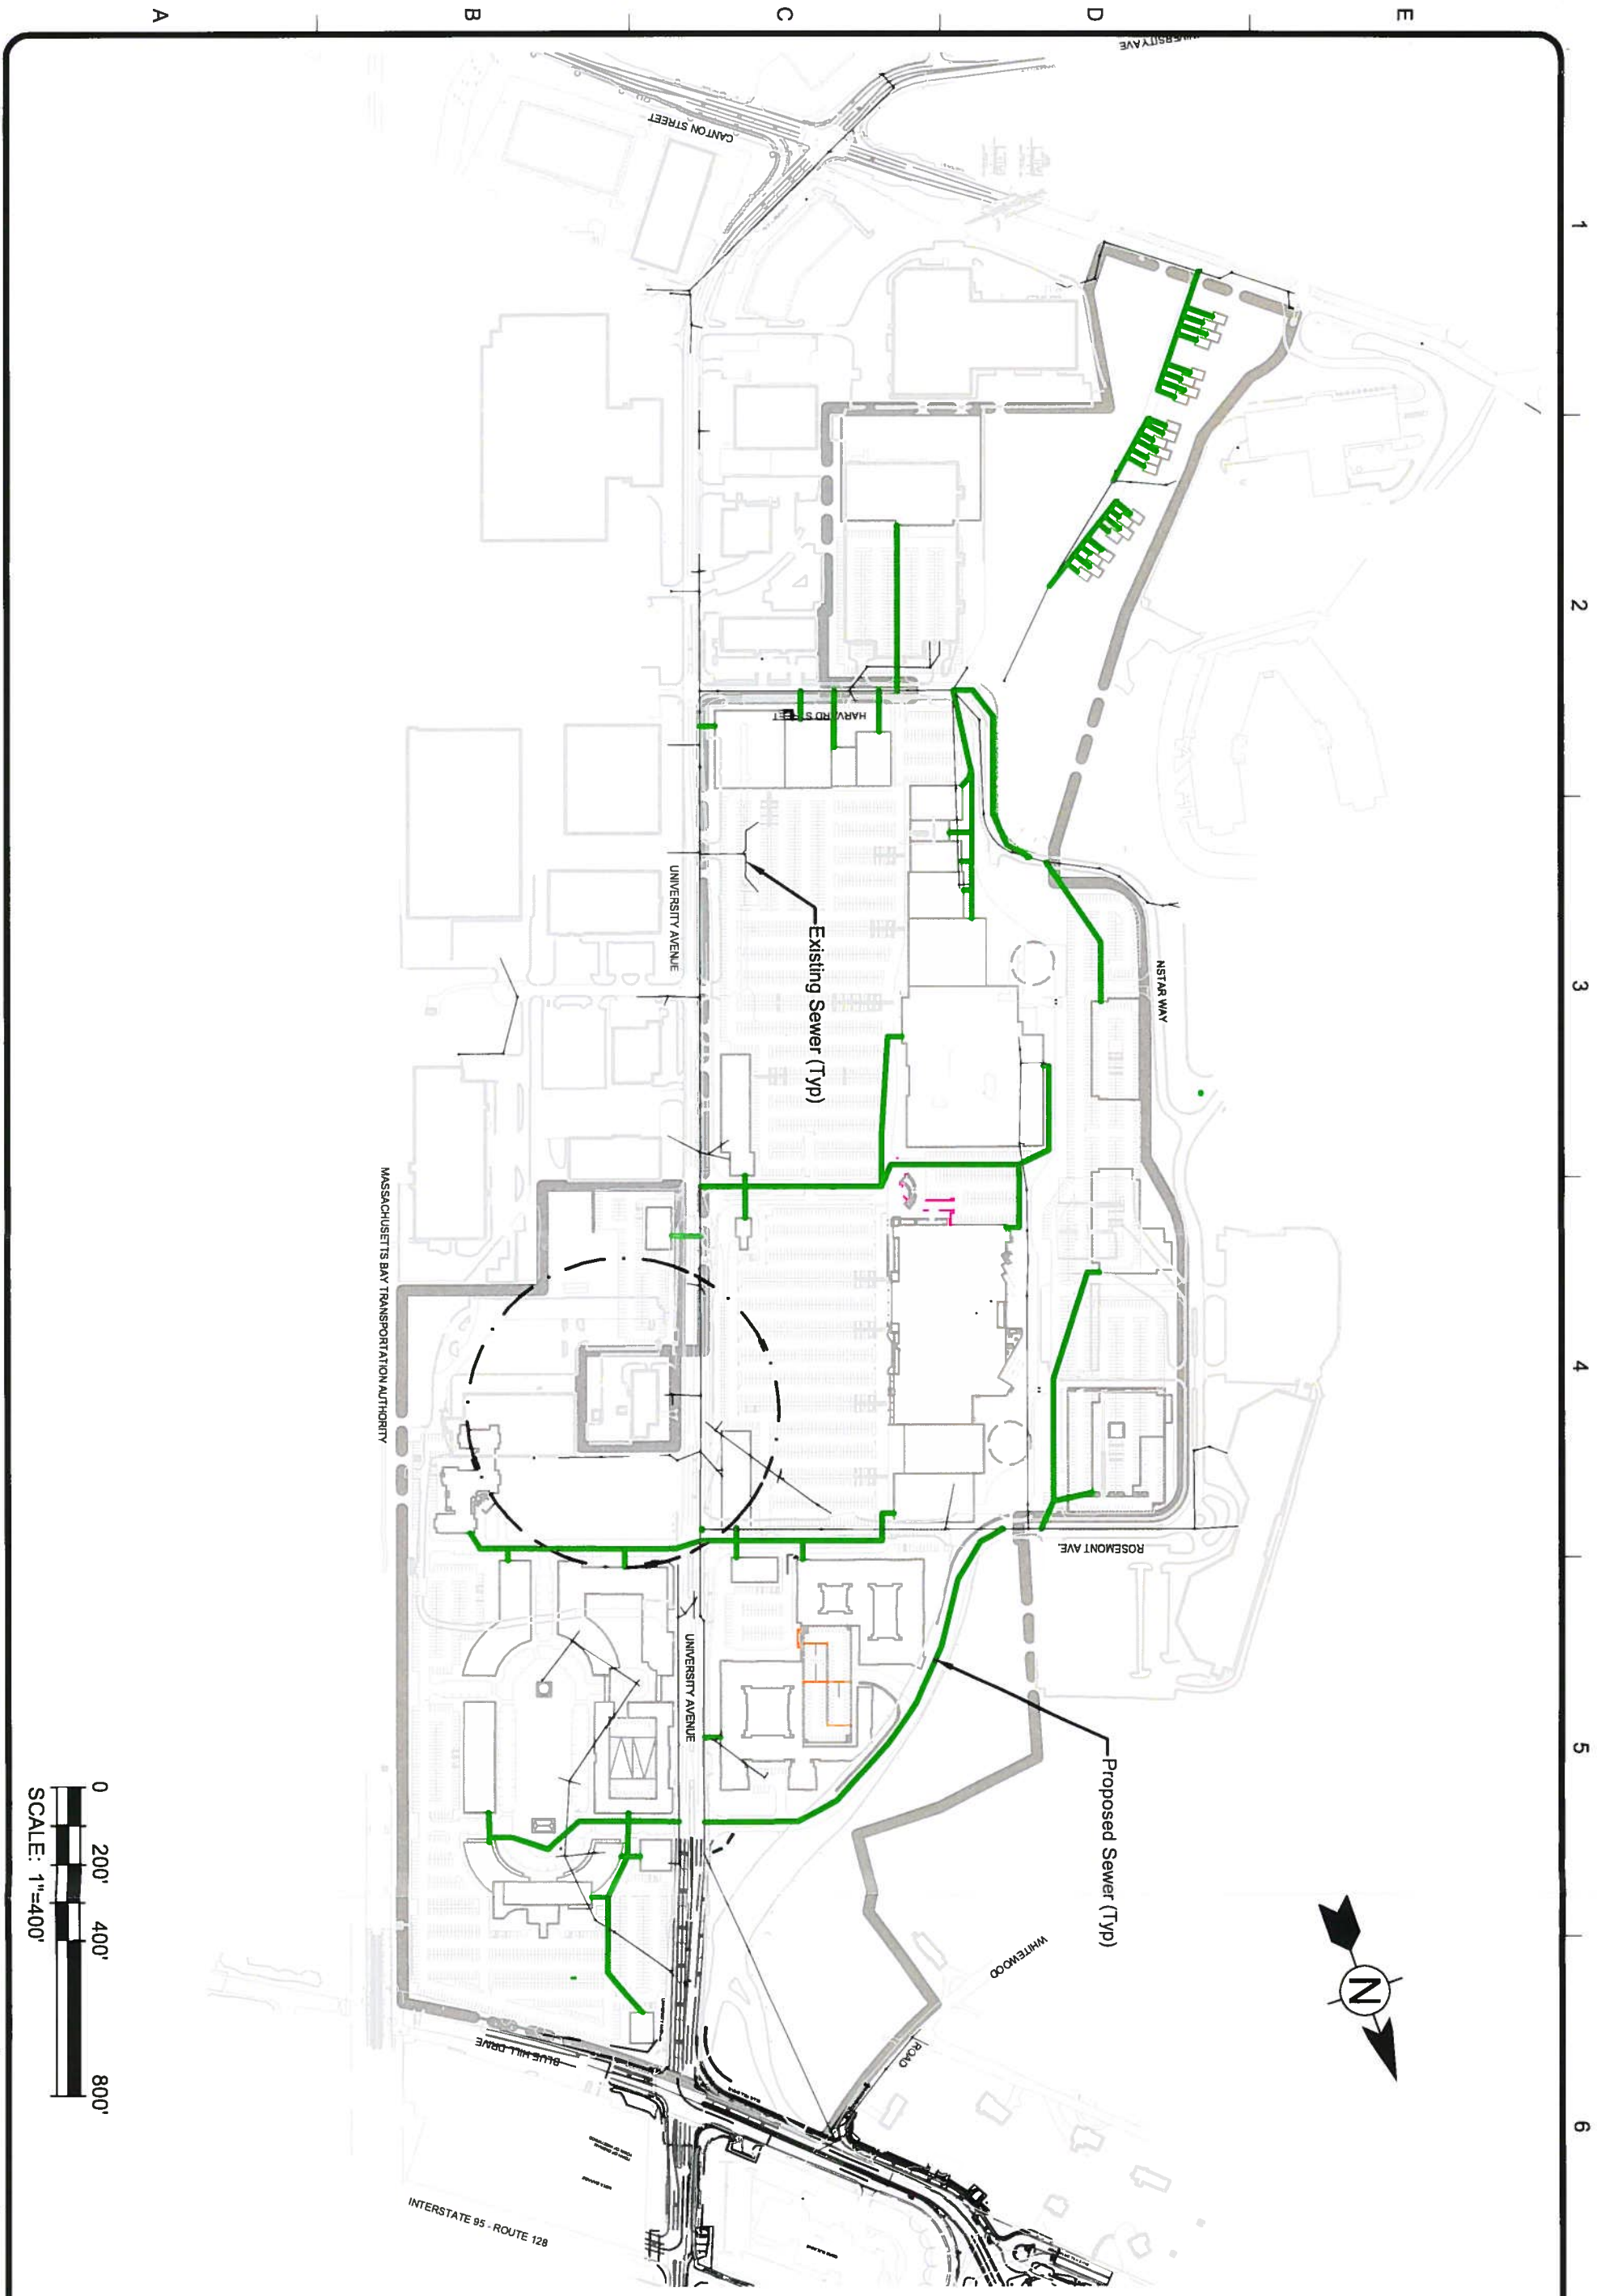 A
B
C
D
E
1
2
3
4
5
6
CANTON STREET
HARVARD STREET
UNIVERSITY AVENUE
Existing Sewer (Typ)
NSTAR WAY
MASSACHUSETTS BAY TRANSPORTATION AUTHORITY
ROSEMONT AVE.
UNIVERSITY AVENUE
Proposed Sewer (Typ)
WHITEWOOD
ROAD
BLUE HILL DRIVE
INTERSTATE 95 - ROUTE 128
N
0 200' 400' 800'
SCALE: 1"=400'